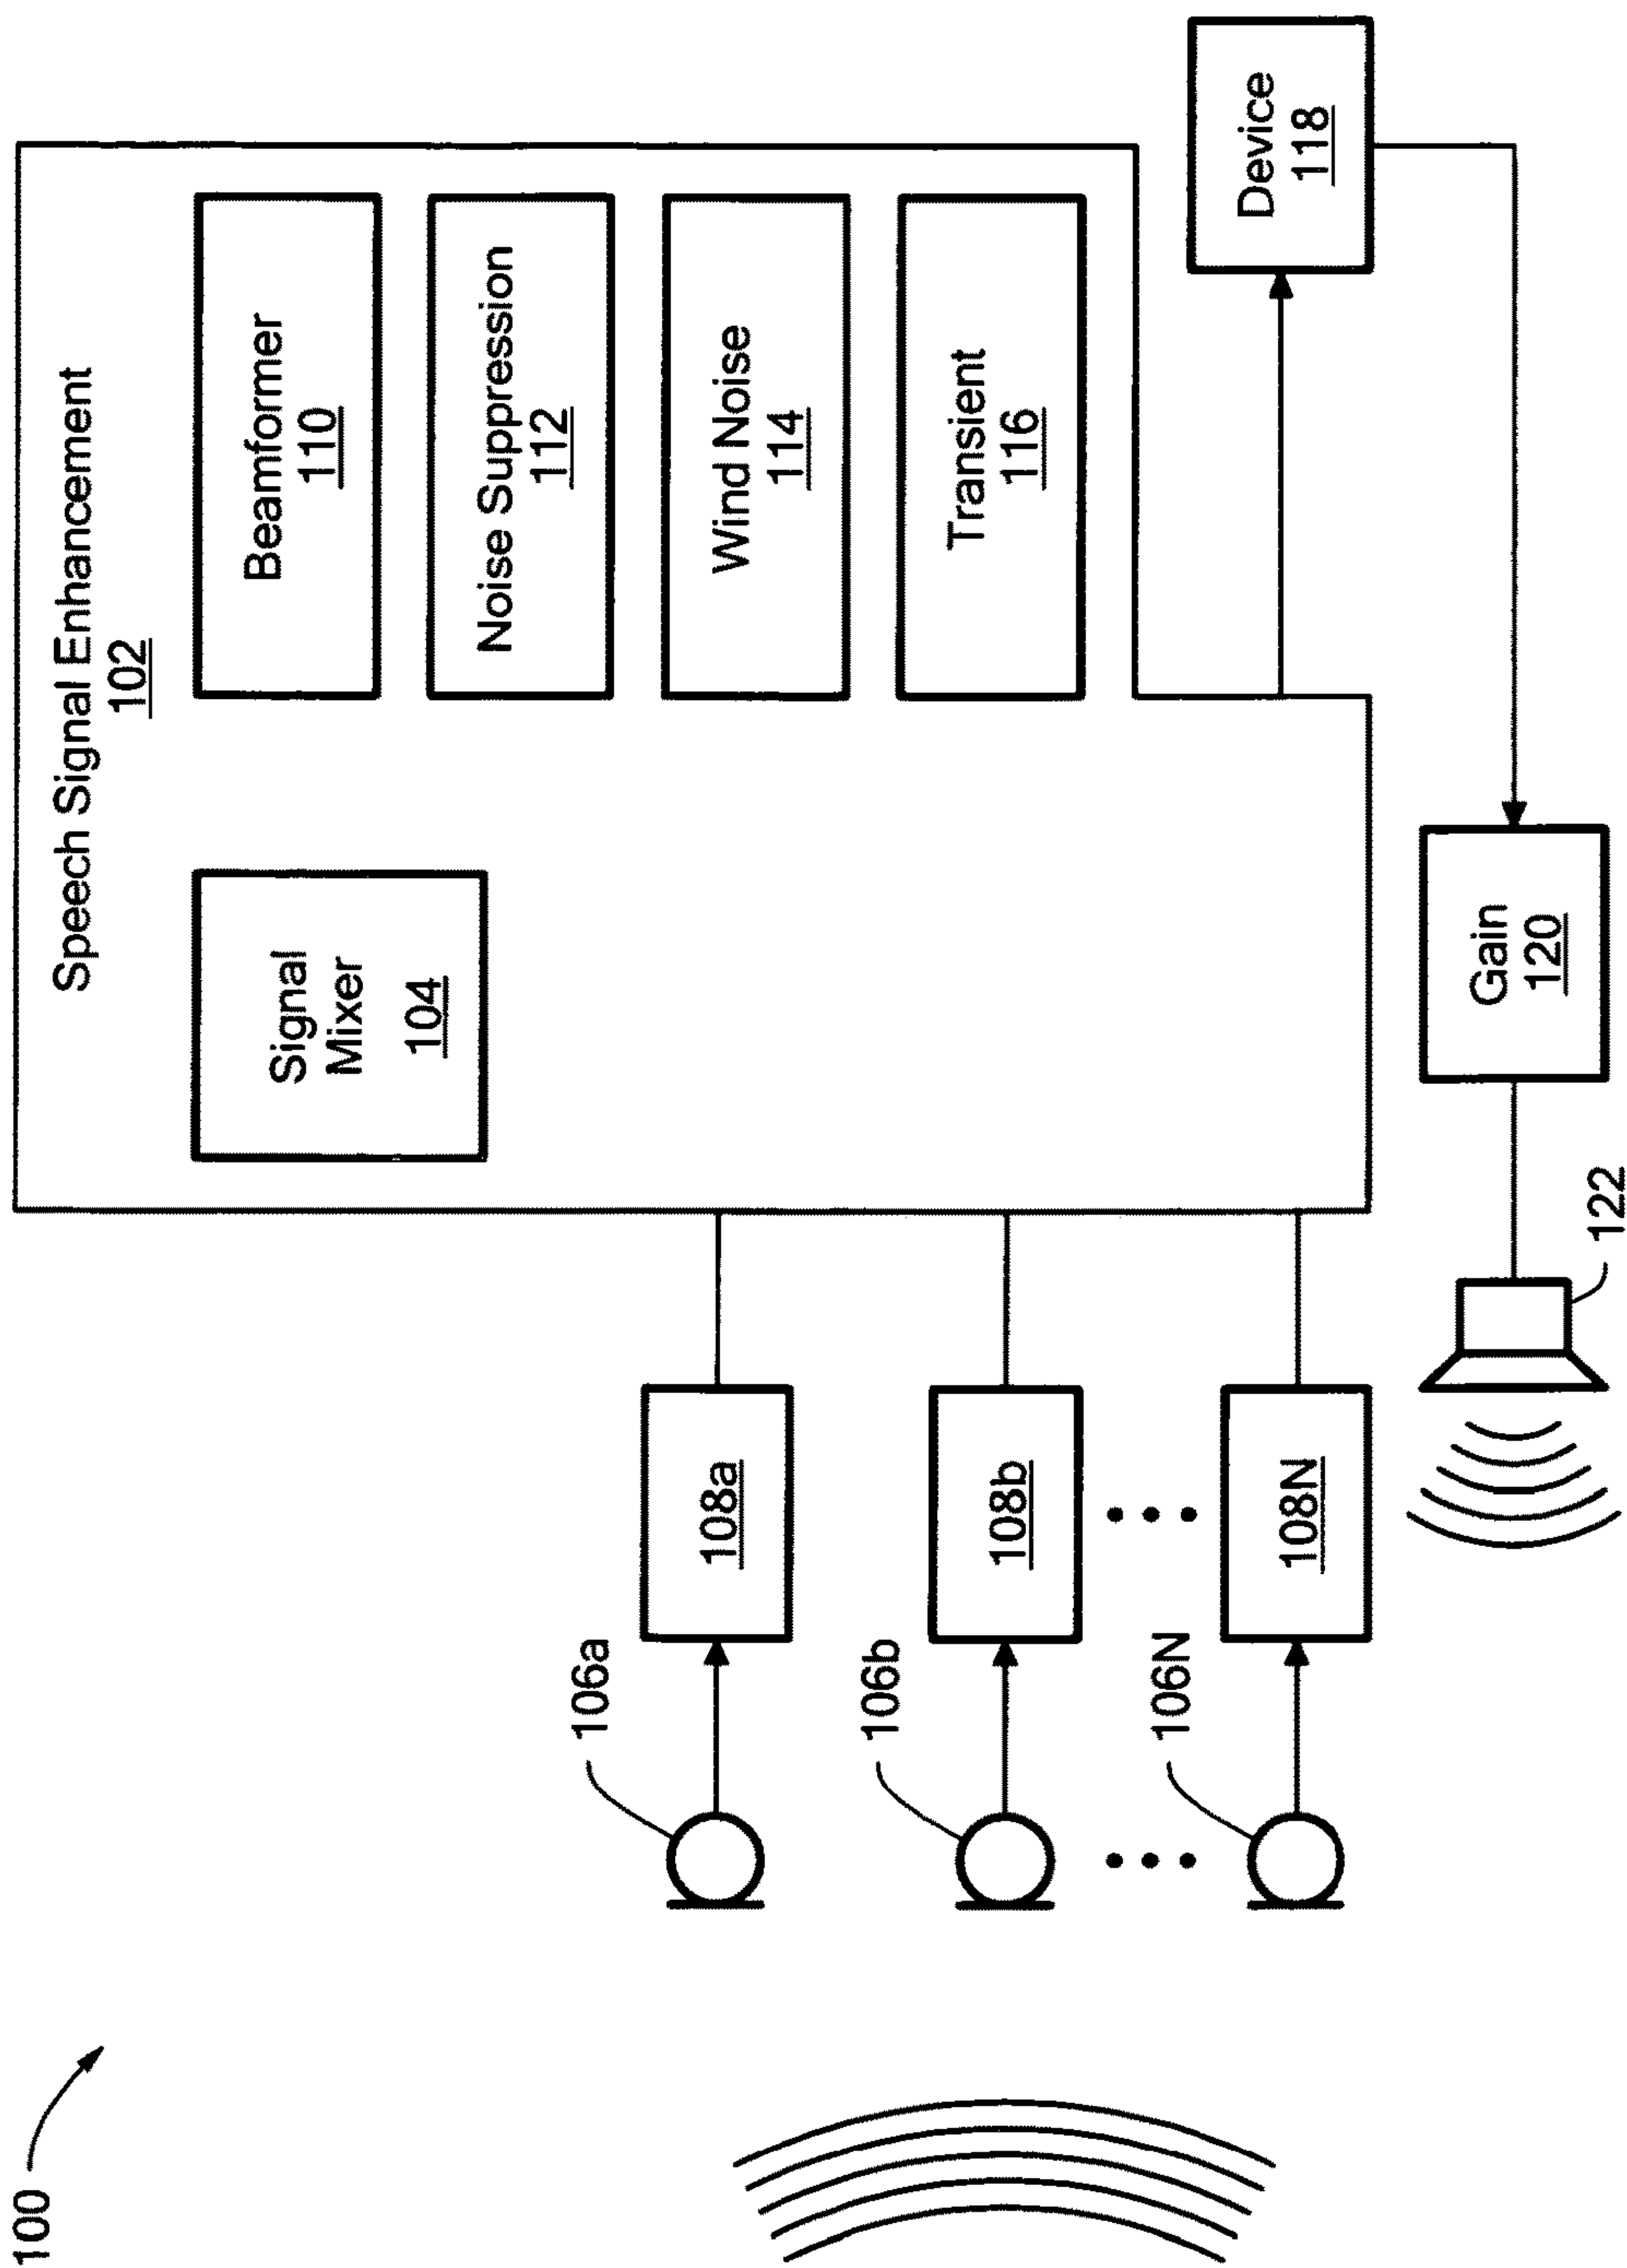 100
Speech Signal Enhancement
102
Signal
Mixer
104
Beamformer
110
Noise Suppression
112
Wind Noise
114
Transient
116
106a
108a
106b
108b
106N
108N
Device
118
Gain
120
122